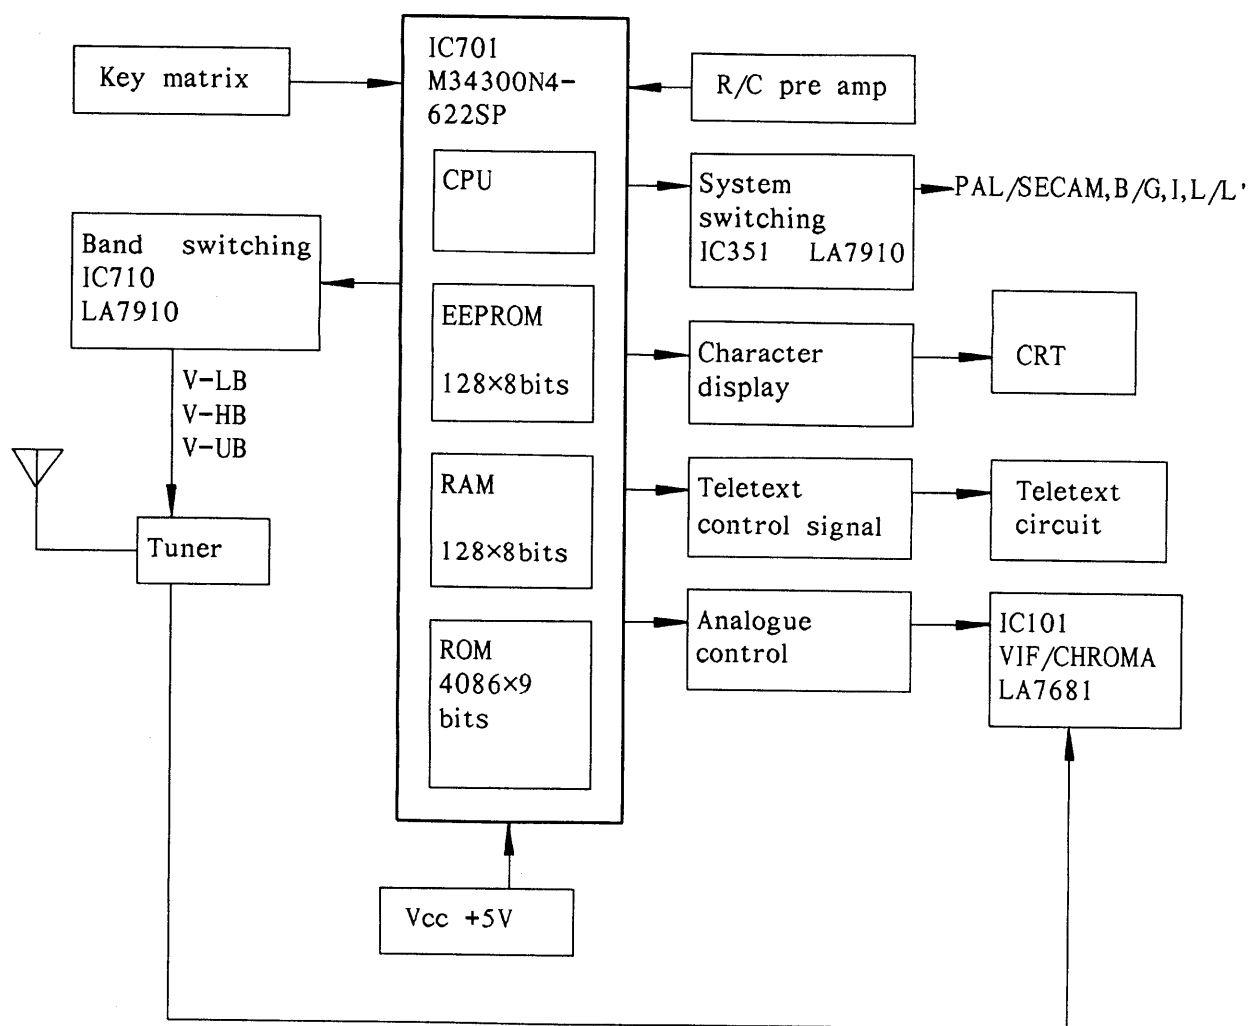 Key matrix
IC701
M34300N4-
622SP
R/C pre amp
CPU
System
switching
IC351 LA7910
PAL/SECAM,B/G,I,L/L'
Band switching
IC710
LA7910
EEPROM
128×8bits
Character
display
CRT
V-LB
V-HB
V-UB
RAM
128×8bits
Teletext
control signal
Teletext
circuit
Tuner
ROM
4086×9
bits
Analogue
control
IC101
VIF/CHROMA
LA7681
Vcc +5V